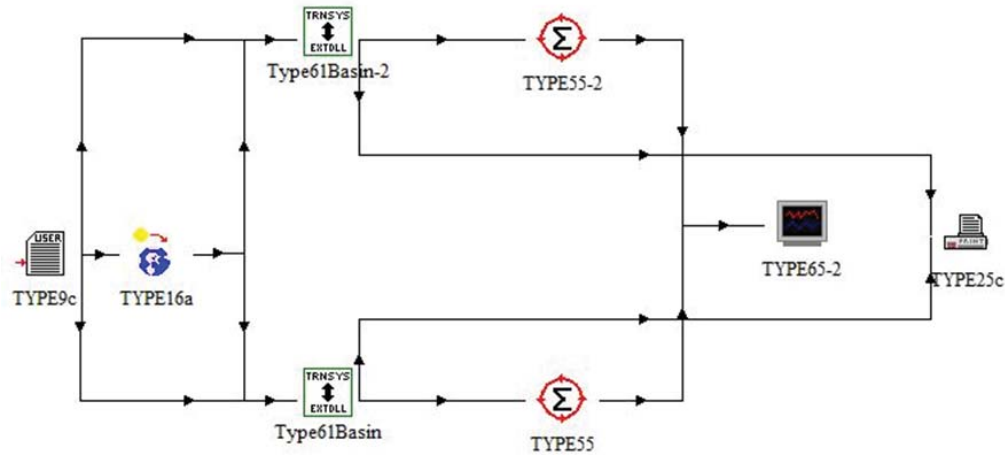 TRNSYS
EXTDLL
Type61Basin-2
Σ
TYPE55-2
USER
TYPE9c
TYPE16a
TYPE65-2
PRINT
TYPE25c
TRNSYS
EXTDLL
Type61Basin
Σ
TYPE55